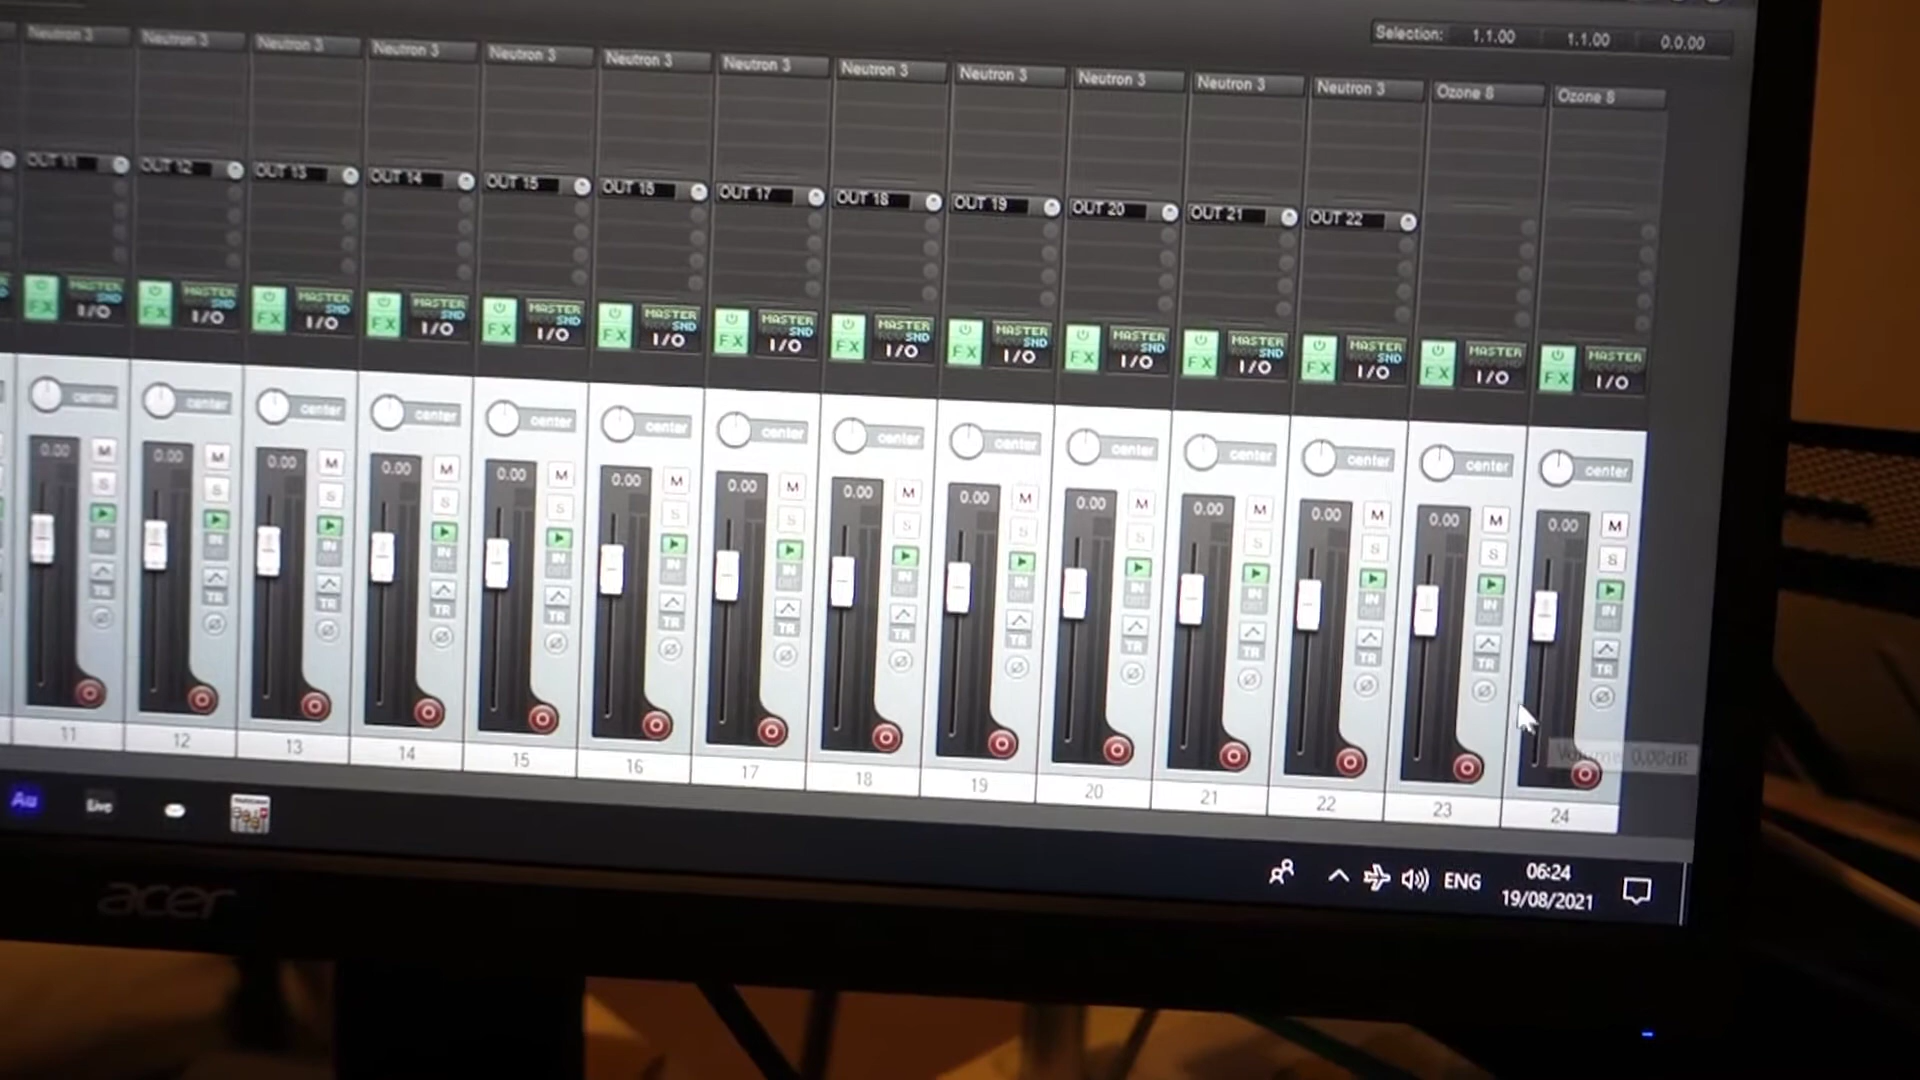 Selection: 1.1.00 1.1.00 0.0.00
Neutron 3 Neutron 3 Neutron 3 Neutron 3 Neutron 3 Neutron 3 Neutron 3 Neutron 3 Neutron 3 Neutron 3 Neutron 3 Neutron 3 Ozone 8 Ozone 8
OUT 11 OUT 12 OUT 13 OUT 14 OUT 15 OUT 16 OUT 17 OUT 18 OUT 19 OUT 20 OUT 21 OUT 22
MASTER MASTER MASTER MASTER MASTER MASTER MASTER MASTER MASTER MASTER MASTER MASTER MASTER MASTER
SND SND SND SND SND SND SND SND SND SND SND SND
FX I/O FX I/O FX I/O FX I/O FX I/O FX I/O FX I/O FX I/O FX I/O FX I/O FX I/O FX I/O FX I/O FX I/O
center center center center center center center center center center center center center center
0.00 M 0.00 M 0.00 M 0.00 M 0.00 M 0.00 M 0.00 M 0.00 M 0.00 M 0.00 M 0.00 M 0.00 M 0.00 M 0.00 M
S S S S S S S S S S S S S S
IN IN IN IN IN IN IN IN IN IN IN IN IN IN
TR TR TR TR TR TR TR TR TR TR TR TR TR TR
Volume 0.00dB
11 12 13 14 15 16 17 18 19 20 21 22 23 24
Au Live
ENG 06:24
19/08/2021
acer